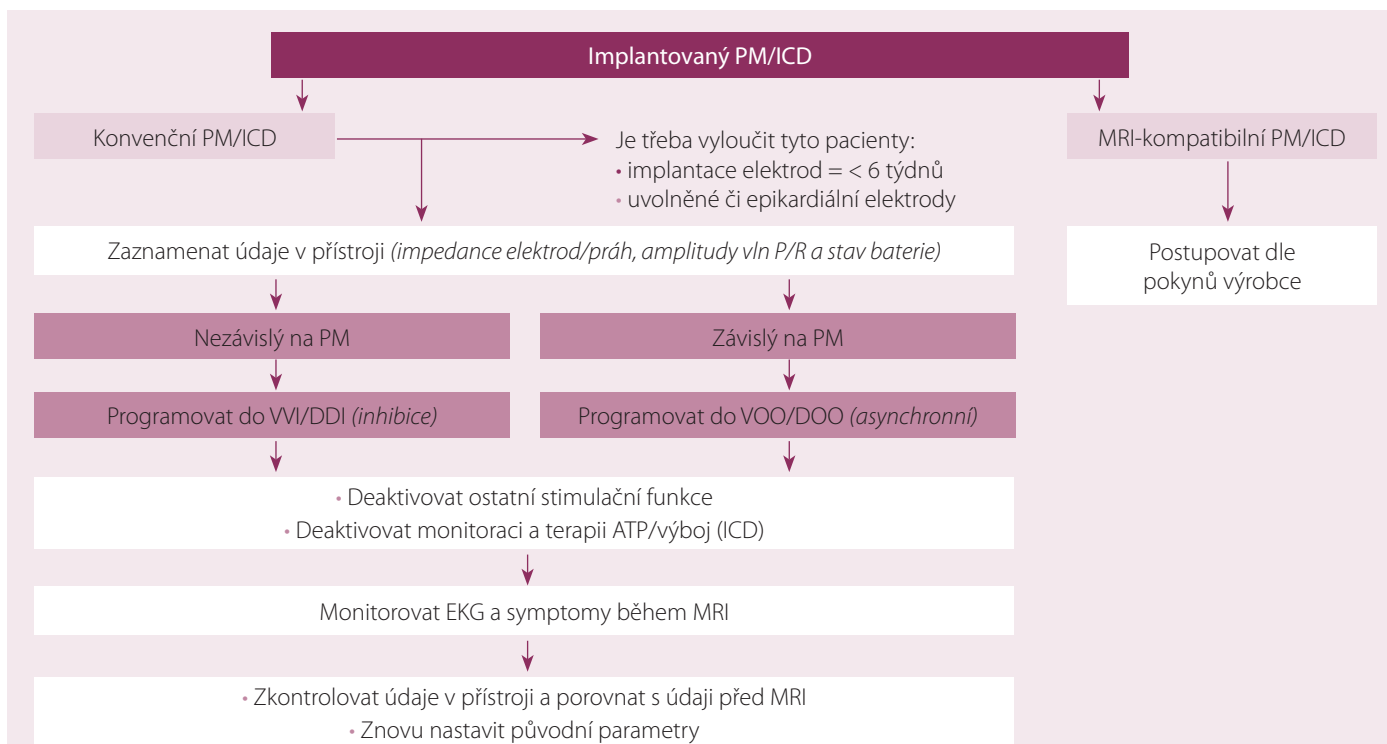 Implantovaný PM/ICD
Konvenční PM/ICD
Je třeba vyloučit tyto pacienty:
• implantace elektrod = < 6 týdnů
• uvolněné či epikardiální elektrody
MRI-kompatibilní PM/ICD
Zaznamenat údaje v přístroji (impedance elektrod/práh, amplitudy vln P/R a stav baterie)
Postupovat dle
pokynů výrobce
Nezávislý na PM
Závislý na PM
Programovat do VVI/DDI (inhibice)
Programovat do VOO/DOO (asynchronní)
• Deaktivovat ostatní stimulační funkce
• Deaktivovat monitoraci a terapii ATP/výboj (ICD)
Monitorovat EKG a symptomy během MRI
• Zkontrolovat údaje v přístroji a porovnat s údaji před MRI
• Znovu nastavit původní parametry